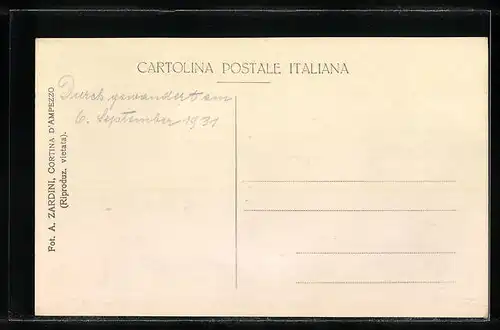 CARTOLINA POSTALE ITALIANA
Durch gewandert am
6. September 1931
Fot. A. ZARDINI, CORTINA D'AMPEZZO
(Riproduz. vietata).